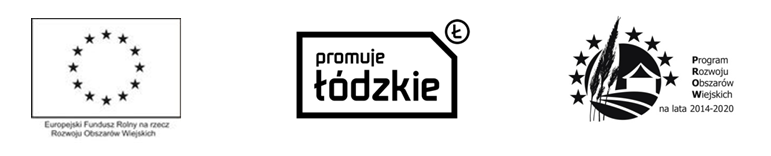 Europejski Fundusz Rolny na rzecz
Rozwoju Obszarów Wiejskich
promuje
łódzkie
Ł
Program
Rozwoju
Obszarów
Wiejskich
na lata 2014-2020